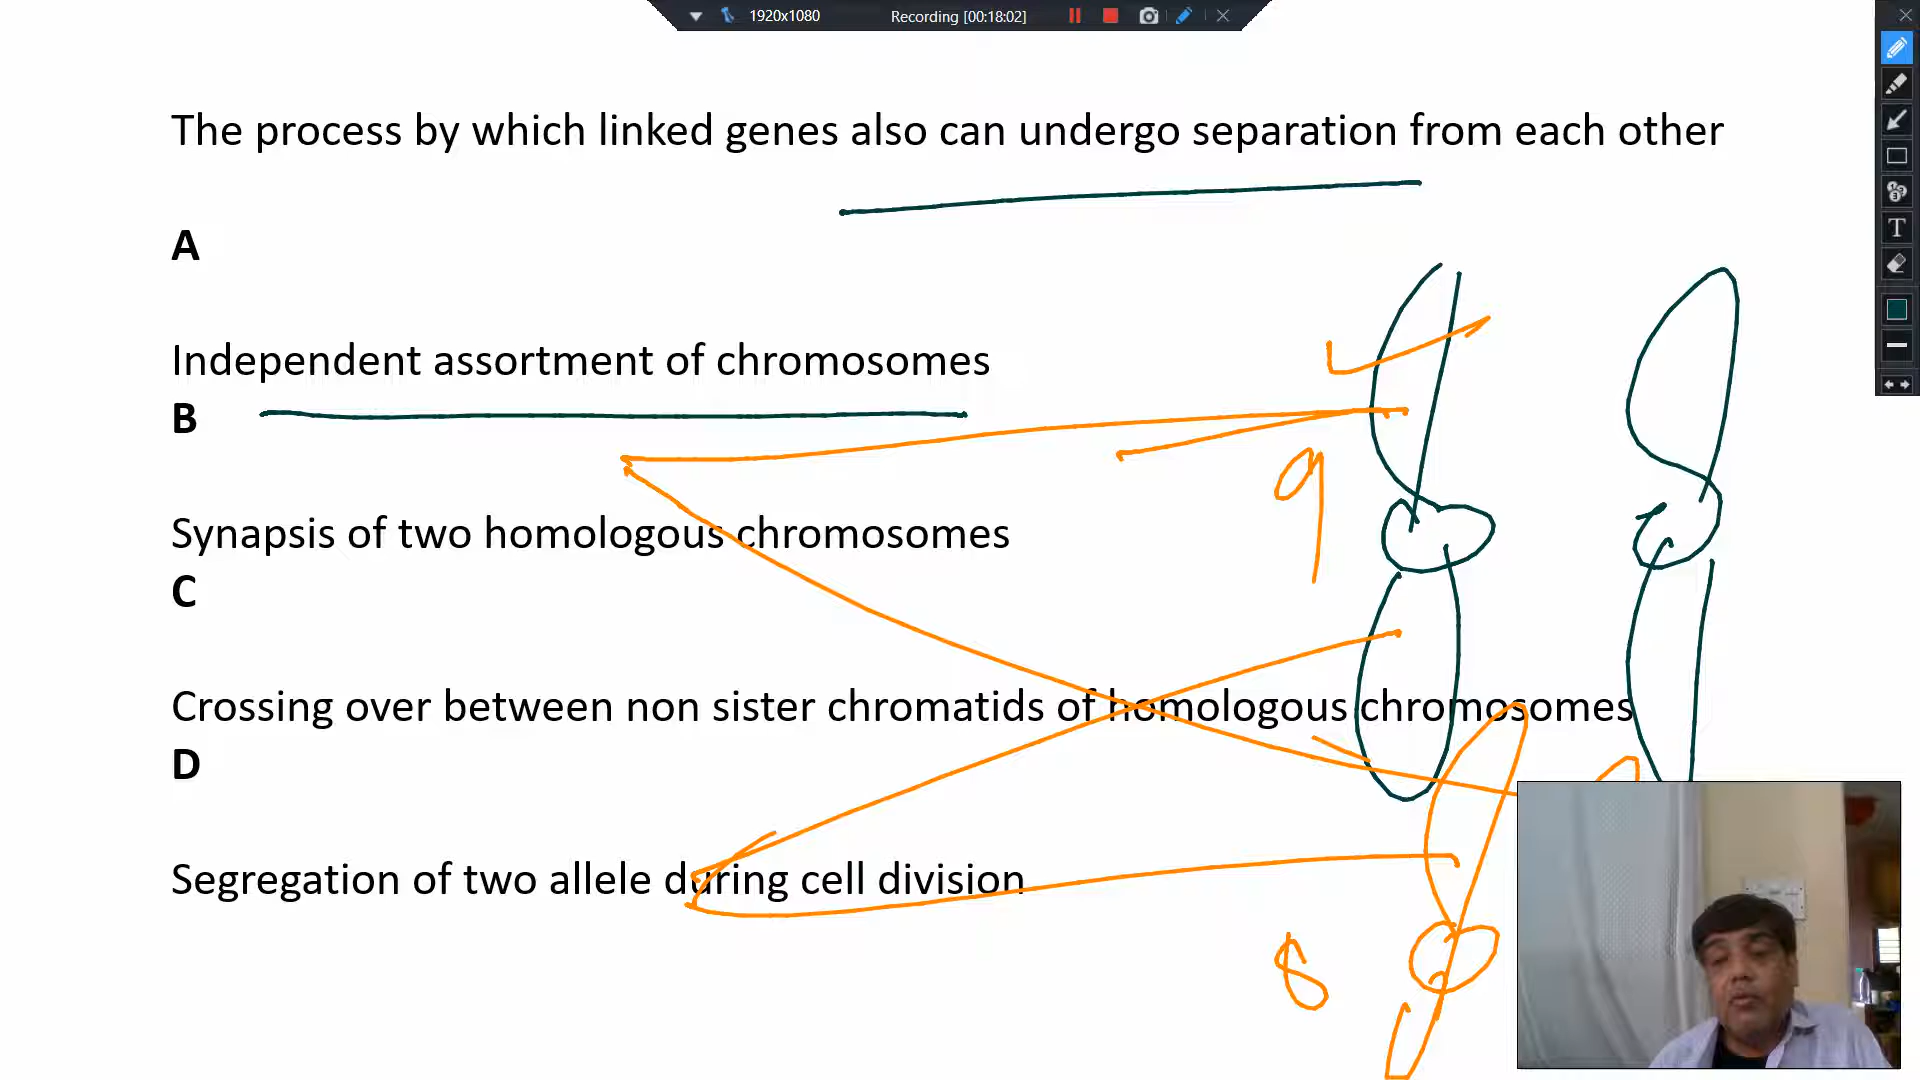 1920x1080 Recording [00:18:02]
The process by which linked genes also can undergo separation from each other
A
Independent assortment of chromosomes
B
Synapsis of two homologous chromosomes
C
Crossing over between non sister chromatids of homologous chromosomes
D
Segregation of two allele during cell division